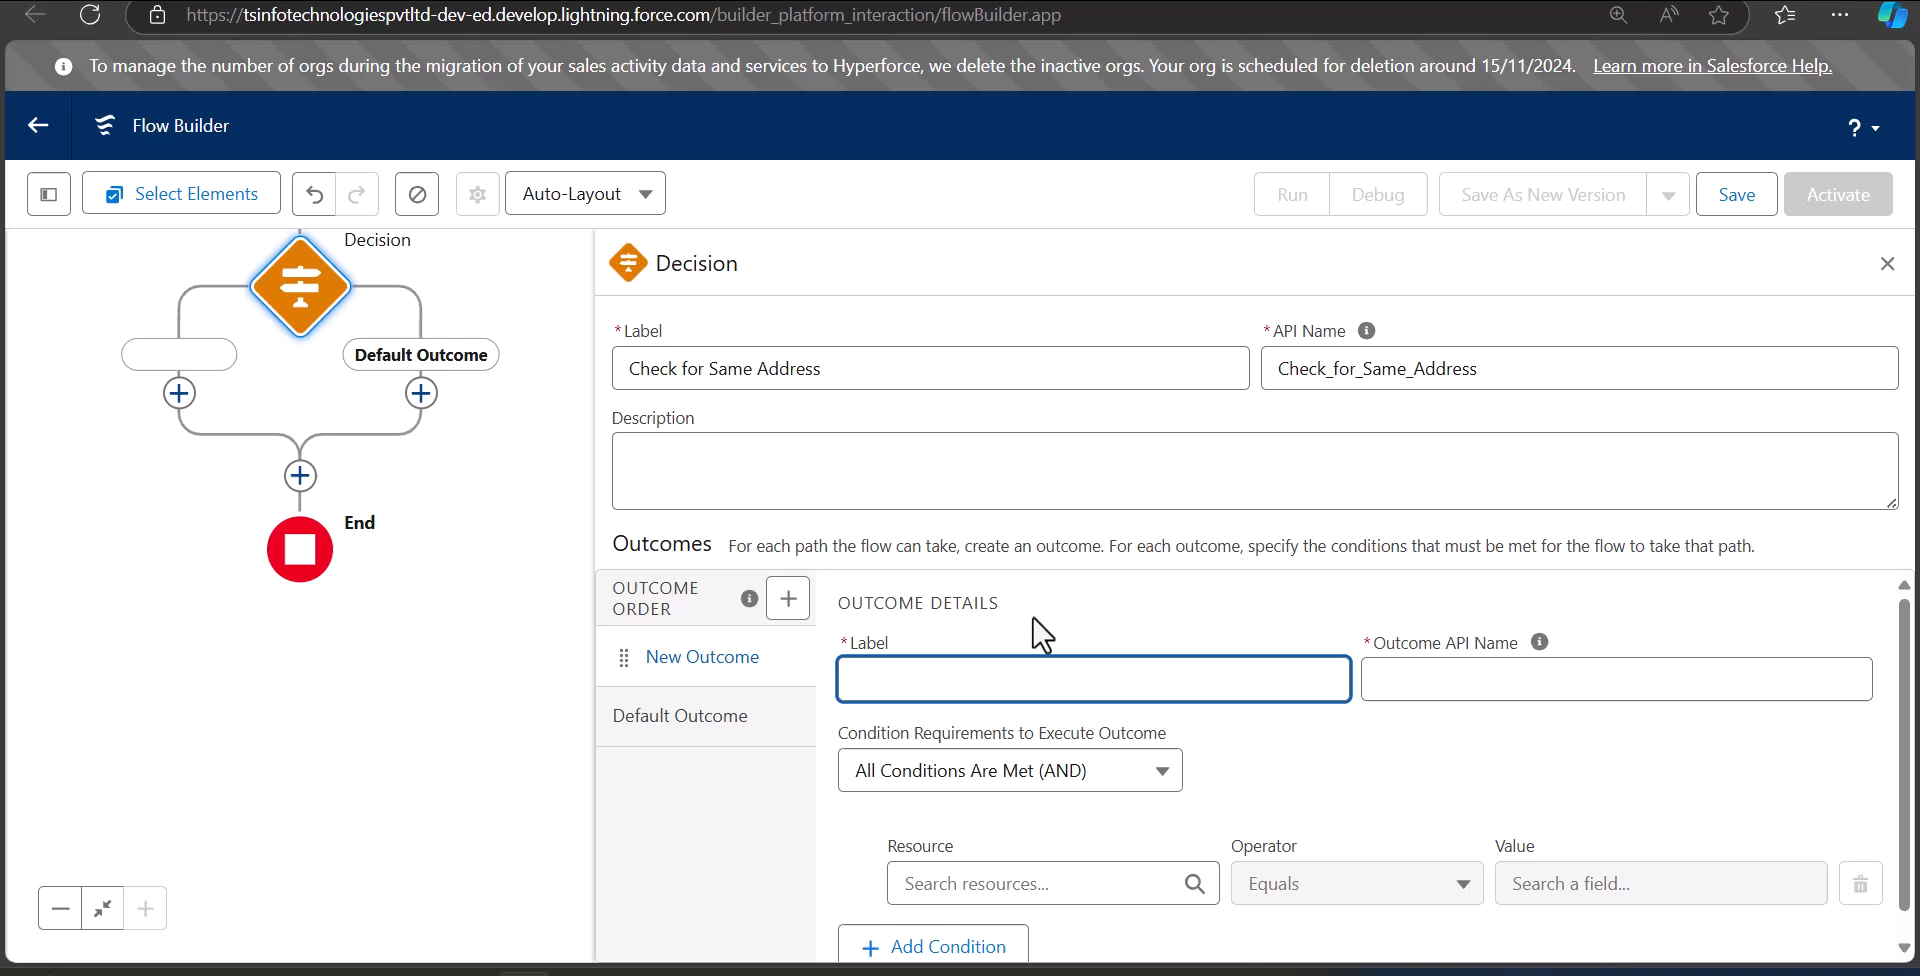 https://tsinfotechnologiespvtltd-dev-ed.develop.lightning.force.com/builder_platform_interaction/flowBuilder.app
To manage the number of orgs during the migration of your sales activity data and services to Hyperforce, we delete the inactive orgs. Your org is scheduled for deletion around 15/11/2024. Learn more in Salesforce Help.
Flow Builder
?
Select Elements
Auto-Layout
Run
Debug
Save As New Version
Save
Activate
Decision
Default Outcome
End
Decision
* Label
* API Name
Check for Same Address
Check_for_Same_Address
Description
Outcomes For each path the flow can take, create an outcome. For each outcome, specify the conditions that must be met for the flow to take that path.
OUTCOME
ORDER
New Outcome
Default Outcome
OUTCOME DETAILS
* Label
* Outcome API Name
Condition Requirements to Execute Outcome
All Conditions Are Met (AND)
Resource
Operator
Value
Search resources...
Equals
Search a field...
+ Add Condition